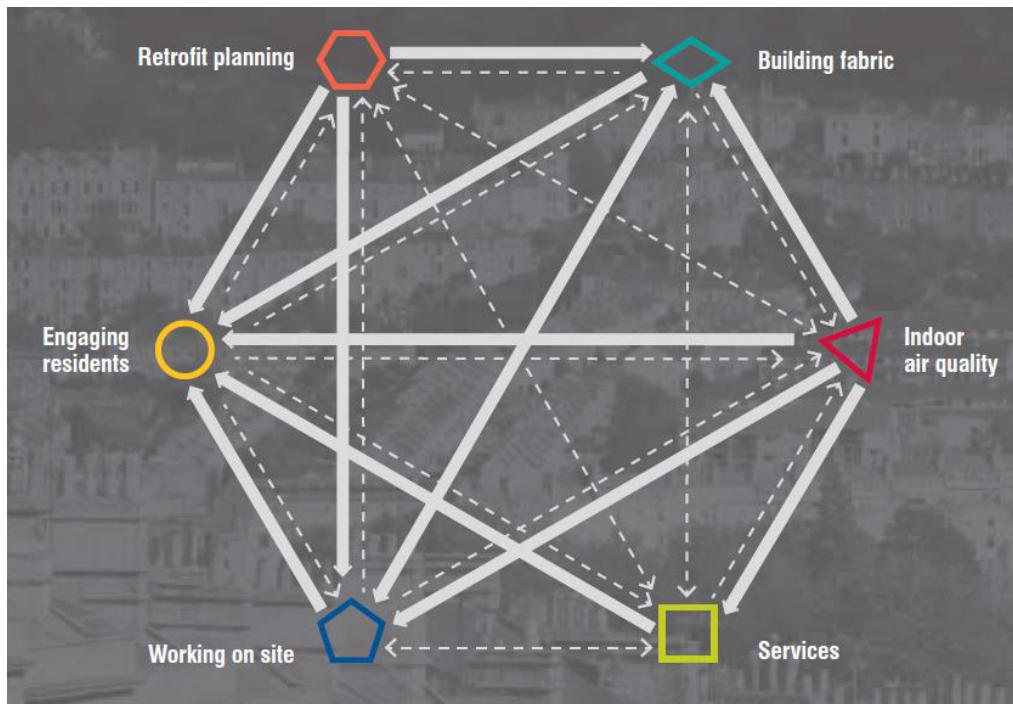 Retrofit planning
Building fabric
Engaging
residents
Indoor
air quality
Working on site
Services